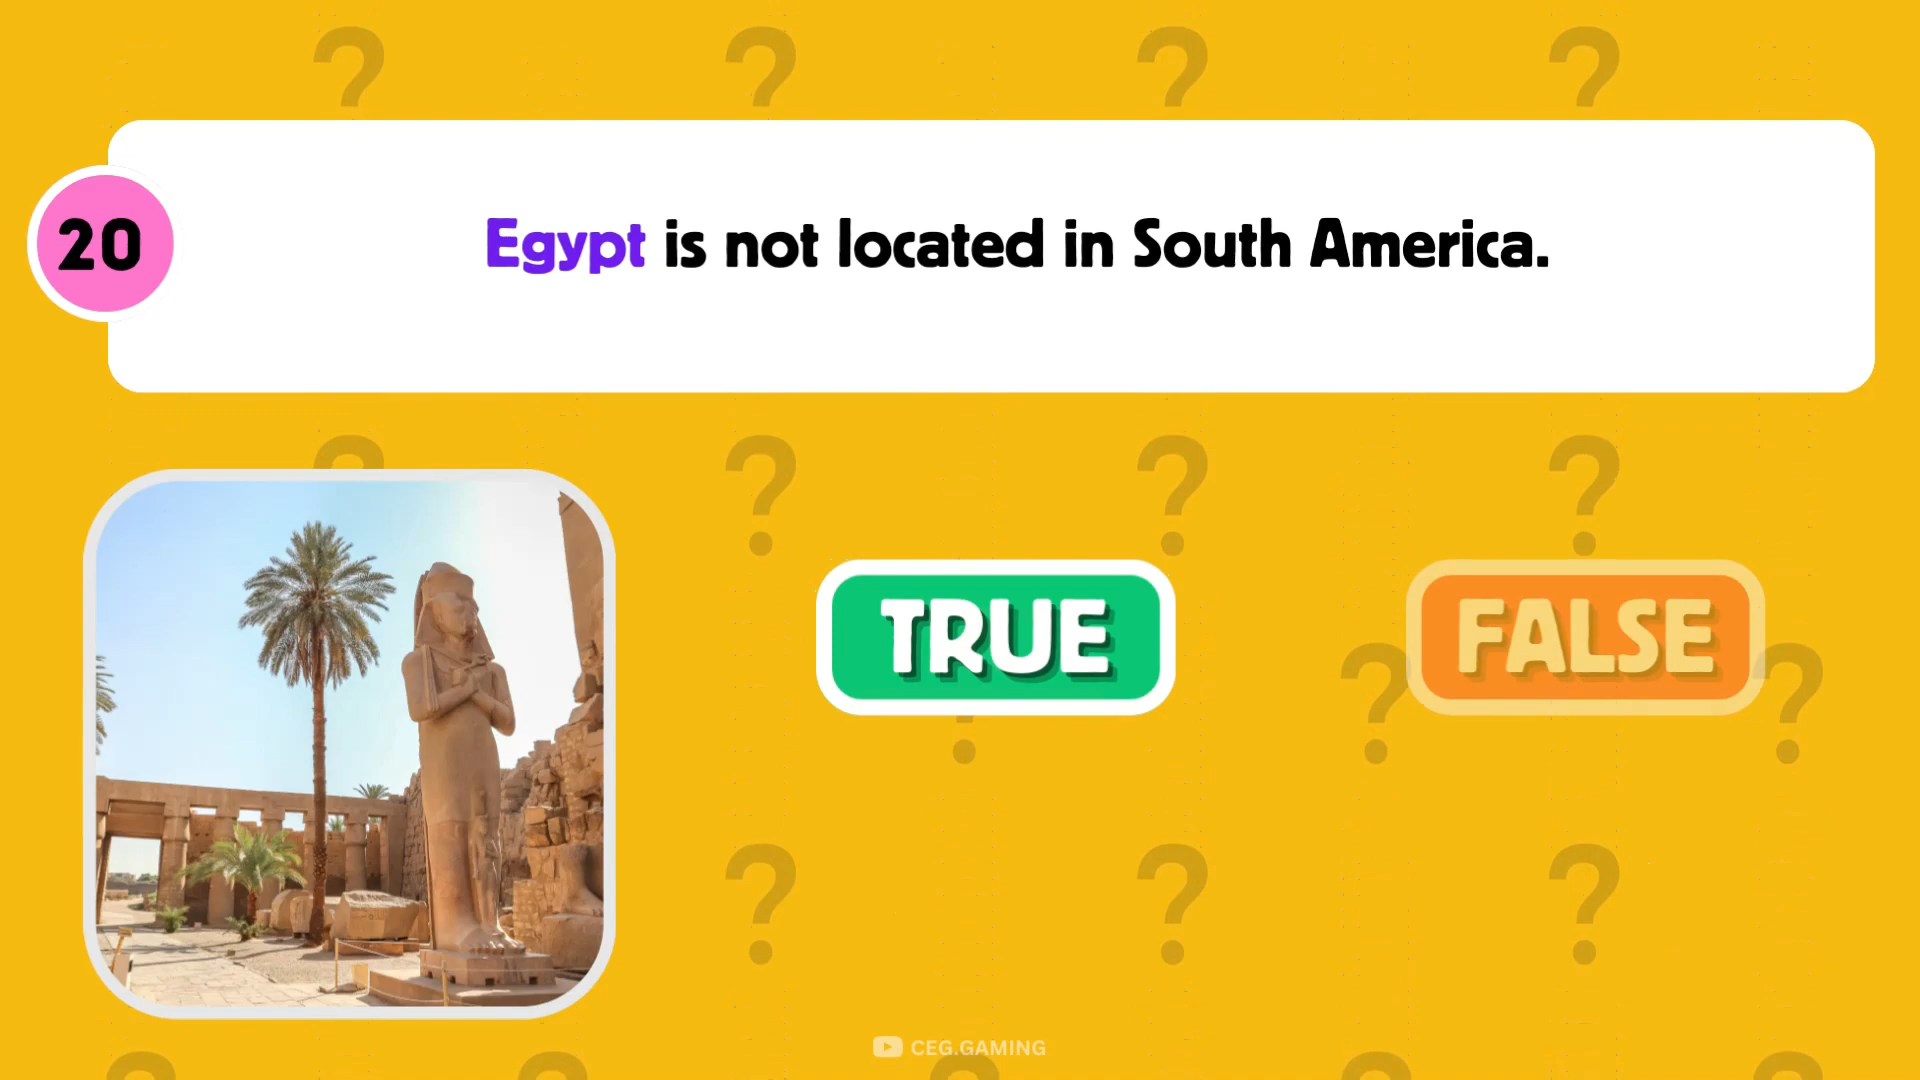 20
Egypt is not located in South America.
TRUE
FALSE
CEG.GAMING